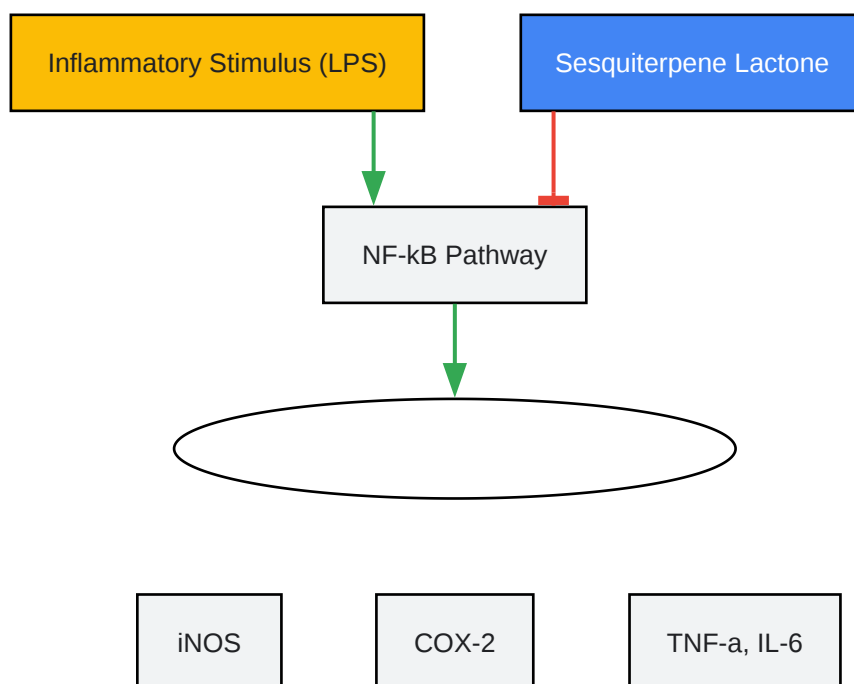 Inflammatory Stimulus (LPS)
Sesquiterpene Lactone
NF-kB Pathway
iNOS
COX-2
TNF-a, IL-6